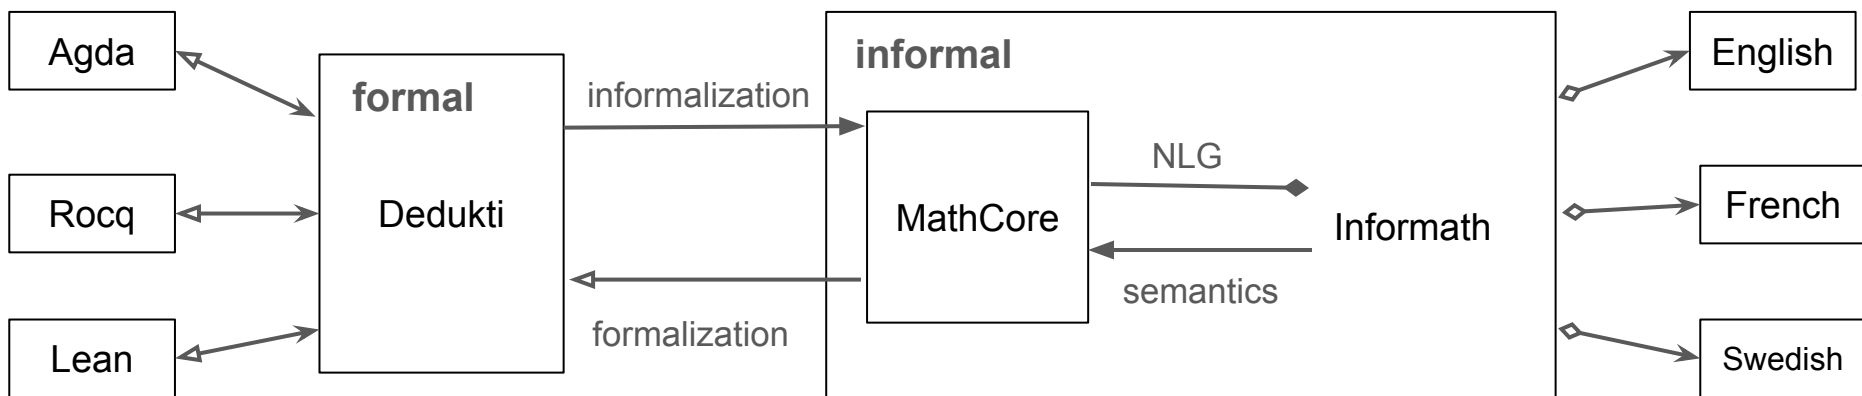 Agda
Rocq
Lean
formal
Dedukti
informalization
formalization
informal
MathCore
NLG
semantics
Informath
English
French
Swedish